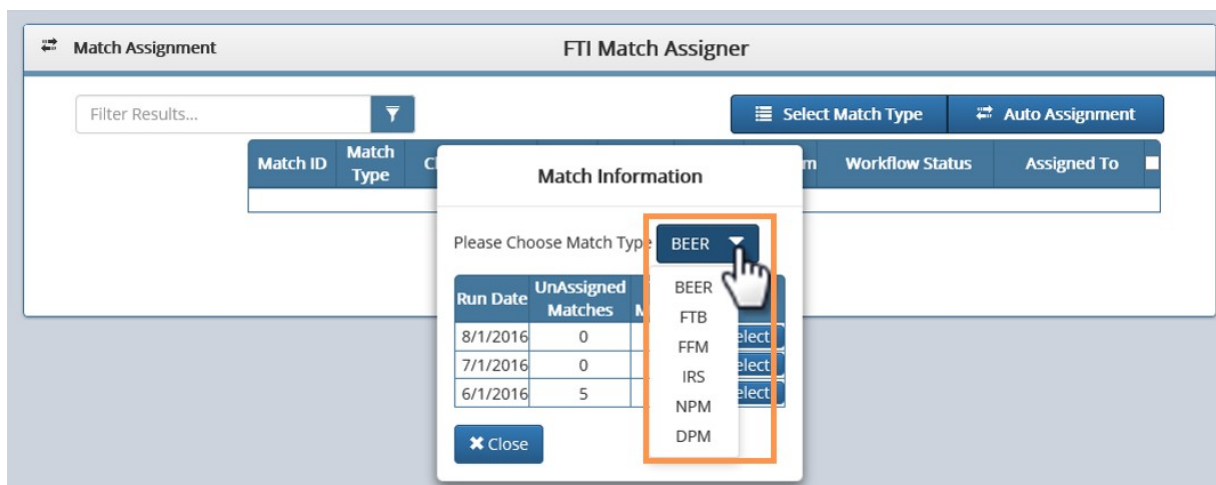 Match Assignment
FTI Match Assigner
Filter Results...
Select Match Type
Auto Assignment
Match ID
Match Type
Workflow Status
Assigned To
Match Information
Please Choose Match Type BEER
Run Date UnAssigned Matches
8/1/2016 0
7/1/2016 0
6/1/2016 5
BEER
FTB
FFM
IRS
NPM
DPM
Close